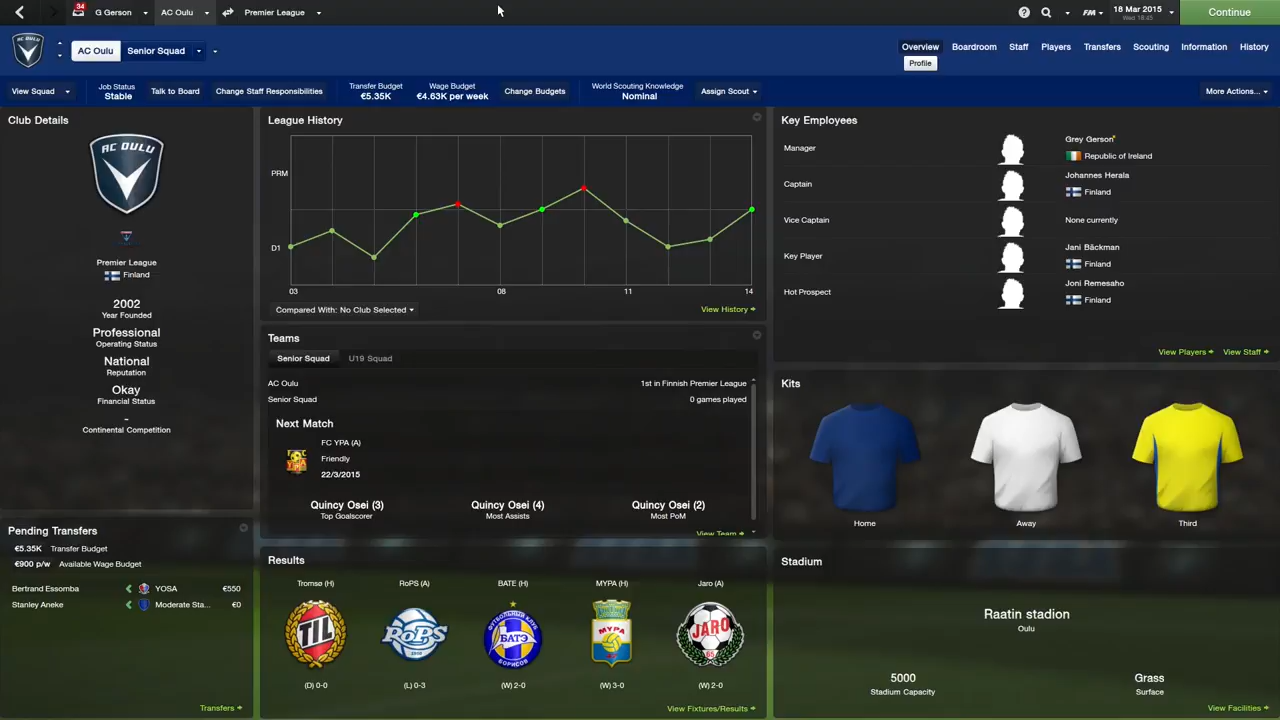 34
G Gerson
AC Oulu
Premier League
FM
18 Mar 2015
Wed 18:45
Continue
AC OULU
AC Oulu
Senior Squad
Overview
Boardroom
Staff
Players
Transfers
Scouting
Information
History
Profile
View Squad
Job Status
Stable
Talk to Board
Change Staff Responsibilities
Transfer Budget
€5.35K
Wage Budget
€4.63K per week
Change Budgets
World Scouting Knowledge
Nominal
Assign Scout
More Actions...
Club Details
AC OULU
Premier League
Finland
2002
Year Founded
Professional
Operating Status
National
Reputation
Okay
Financial Status
-
Continental Competition
Pending Transfers
€5.35K Transfer Budget
€900 p/w Available Wage Budget
Bertrand Essomba YOSA €550
Stanley Aneke Moderate Sta... €0
Transfers
League History
PRM
D1
03 08 11 14
Compared With: No Club Selected
View History
Teams
Senior Squad U19 Squad
AC Oulu 1st in Finnish Premier League
Senior Squad 0 games played
Next Match
FC YPA (A)
Friendly
22/3/2015
Quincy Osei (3) Quincy Osei (4) Quincy Osei (2)
Top Goalscorer Most Assists Most PoM
View Team
Results
Tromsø (H) RoPS (A) BATE (H) MYPA (H) Jaro (A)
TIL RoPS БАТЭ MYPA JARO
(D) 0-0 (L) 0-3 (W) 2-0 (W) 3-0 (W) 2-0
View Fixtures/Results
Key Employees
Manager
Grey Gerson
Republic of Ireland
Captain
Johannes Herala
Finland
Vice Captain
None currently
Key Player
Jani Bäckman
Finland
Hot Prospect
Joni Remesaho
Finland
View Players View Staff
Kits
Home Away Third
Stadium
Raatin stadion
Oulu
5000
Stadium Capacity
Grass
Surface
View Facilities